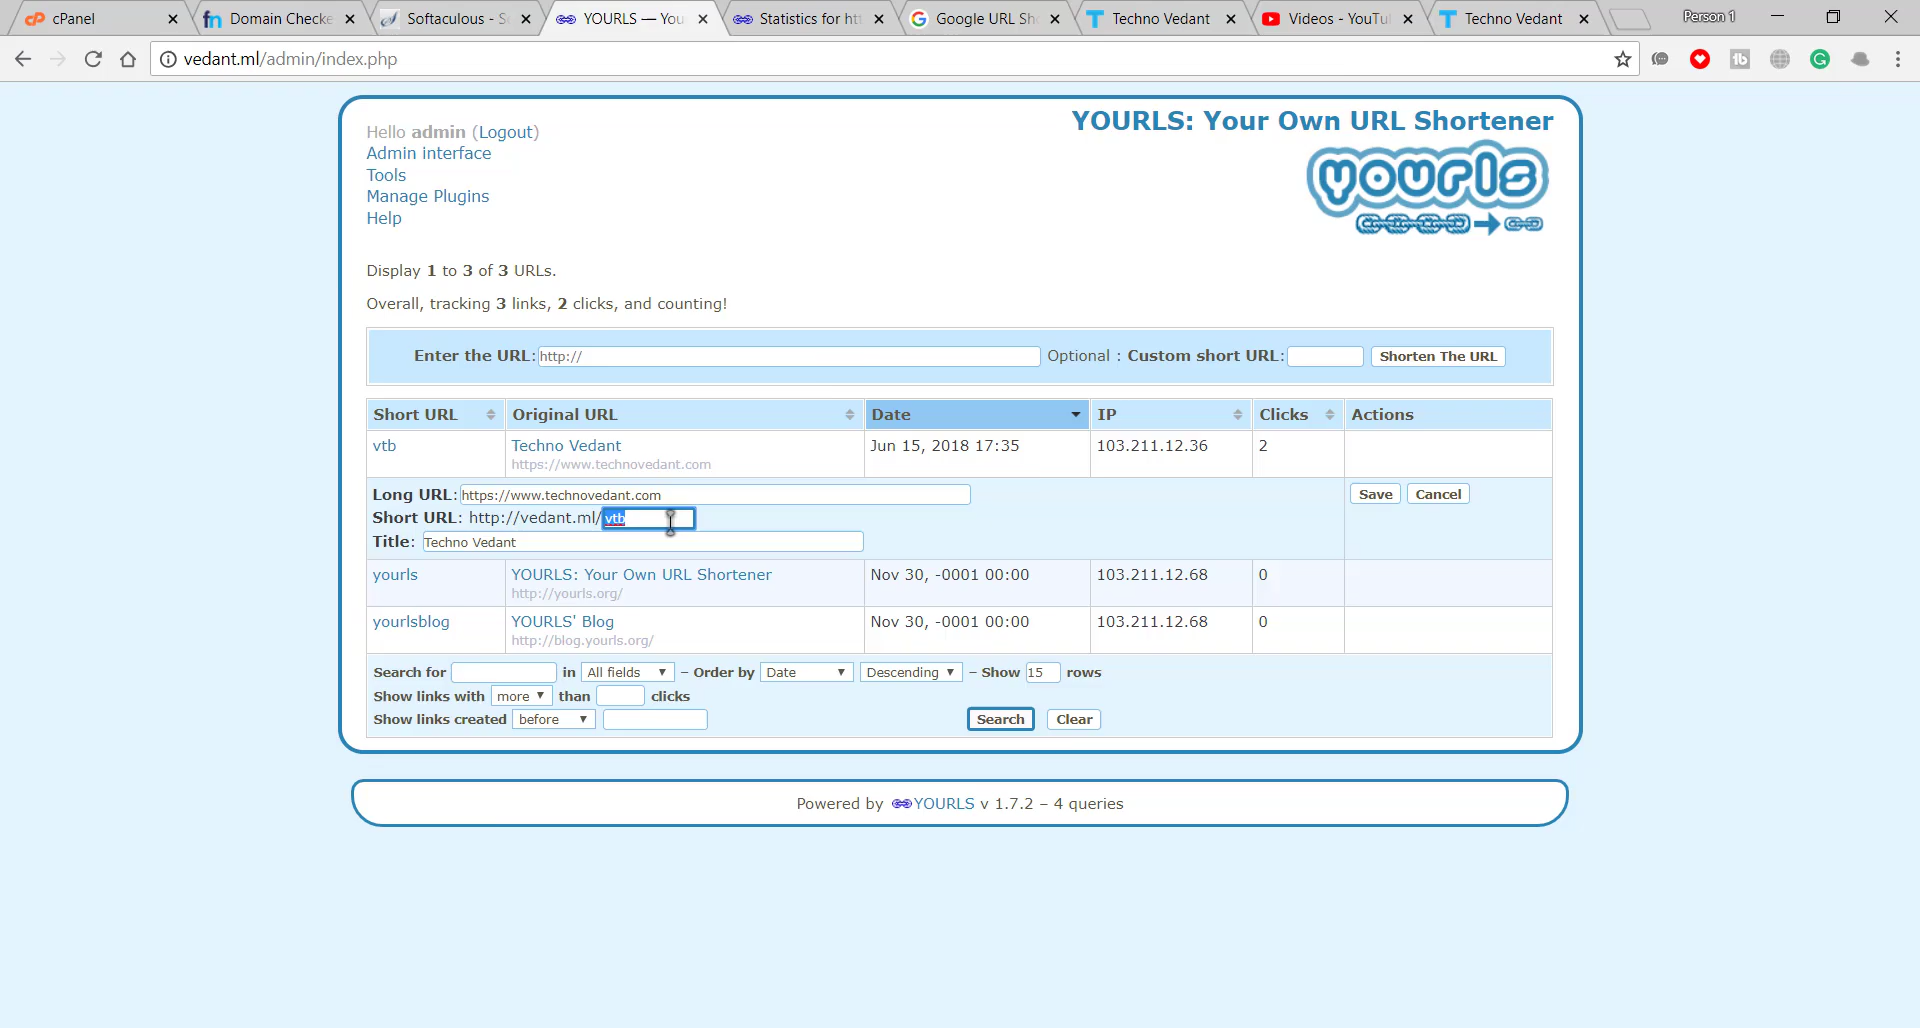 cPanel
Domain Checke
Softaculous - S
YOURLS — You
Statistics for htt
Google URL Sh
Techno Vedant
Videos - YouTu
Techno Vedant
Person 1
vedant.ml/admin/index.php
Hello admin (Logout)
YOURLS: Your Own URL Shortener
Admin interface
Tools
Manage Plugins
Help
yourls
Display 1 to 3 of 3 URLs.
Overall, tracking 3 links, 2 clicks, and counting!
Enter the URL: http:// Optional : Custom short URL: Shorten The URL
Short URL Original URL Date IP Clicks Actions
vtb Techno Vedant Jun 15, 2018 17:35 103.211.12.36 2
https://www.technovedant.com
Long URL: https://www.technovedant.com Save Cancel
Short URL: http://vedant.ml/ vtb
Title: Techno Vedant
yourls YOURLS: Your Own URL Shortener Nov 30, -0001 00:00 103.211.12.68 0
http://yourls.org/
yourlsblog YOURLS' Blog Nov 30, -0001 00:00 103.211.12.68 0
http://blog.yourls.org/
Search for in All fields – Order by Date Descending – Show 15 rows
Show links with more than clicks
Show links created before Search Clear
Powered by YOURLS v 1.7.2 – 4 queries